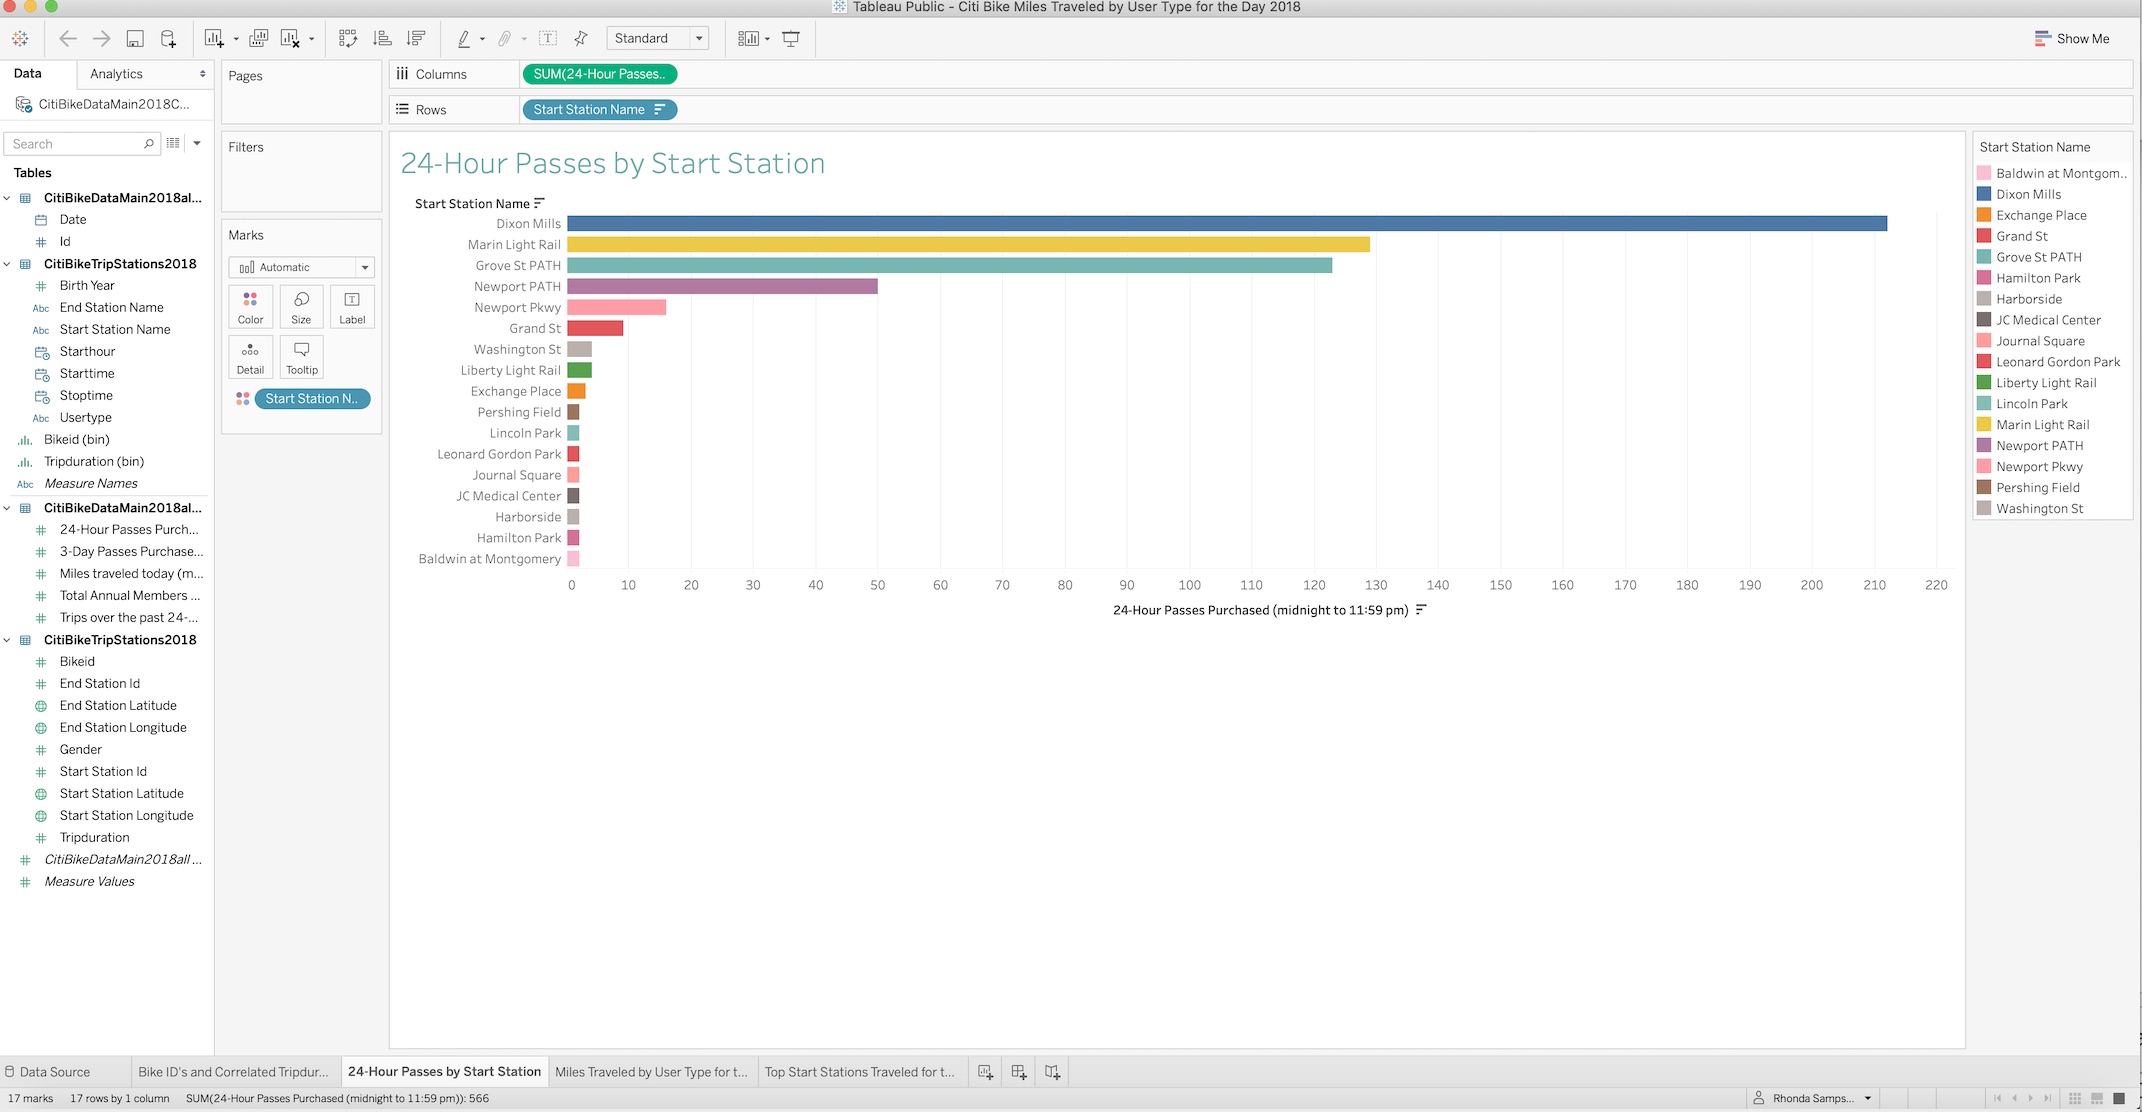 Tableau Public - Citi Bike Miles Traveled by User Type for the Day 2018
Standard
Show Me
Data
Analytics
CitiBikeDataMain2018C...
Search
Tables
CitiBikeDataMain2018al...
Date
Id
CitiBikeTripStations2018
Birth Year
Abc End Station Name
Abc Start Station Name
Starthour
Starttime
Stoptime
Abc Usertype
Bikeid (bin)
Tripduration (bin)
Abc Measure Names
CitiBikeDataMain2018al...
24-Hour Passes Purch...
3-Day Passes Purchase...
Miles traveled today (m...
Total Annual Members ...
Trips over the past 24-...
CitiBikeTripStations2018
Bikeid
End Station Id
End Station Latitude
End Station Longitude
Gender
Start Station Id
Start Station Latitude
Start Station Longitude
Tripduration
CitiBikeDataMain2018all ...
Measure Values
Pages
Filters
Marks
Automatic
Color Size Label
Detail Tooltip
Start Station N..
Columns SUM(24-Hour Passes..
Rows Start Station Name
24-Hour Passes by Start Station
Start Station Name
Dixon Mills
Marin Light Rail
Grove St PATH
Newport PATH
Newport Pkwy
Grand St
Washington St
Liberty Light Rail
Exchange Place
Pershing Field
Lincoln Park
Leonard Gordon Park
Journal Square
JC Medical Center
Harborside
Hamilton Park
Baldwin at Montgomery
0 10 20 30 40 50 60 70 80 90 100 110 120 130 140 150 160 170 180 190 200 210 220
24-Hour Passes Purchased (midnight to 11:59 pm)
Start Station Name
Baldwin at Montgom..
Dixon Mills
Exchange Place
Grand St
Grove St PATH
Hamilton Park
Harborside
JC Medical Center
Journal Square
Leonard Gordon Park
Liberty Light Rail
Lincoln Park
Marin Light Rail
Newport PATH
Newport Pkwy
Pershing Field
Washington St
Data Source
Bike ID's and Correlated Tripdur...
24-Hour Passes by Start Station
Miles Traveled by User Type for t...
Top Start Stations Traveled for t...
17 marks 17 rows by 1 column SUM(24-Hour Passes Purchased (midnight to 11:59 pm)): 566
Rhonda Samps...